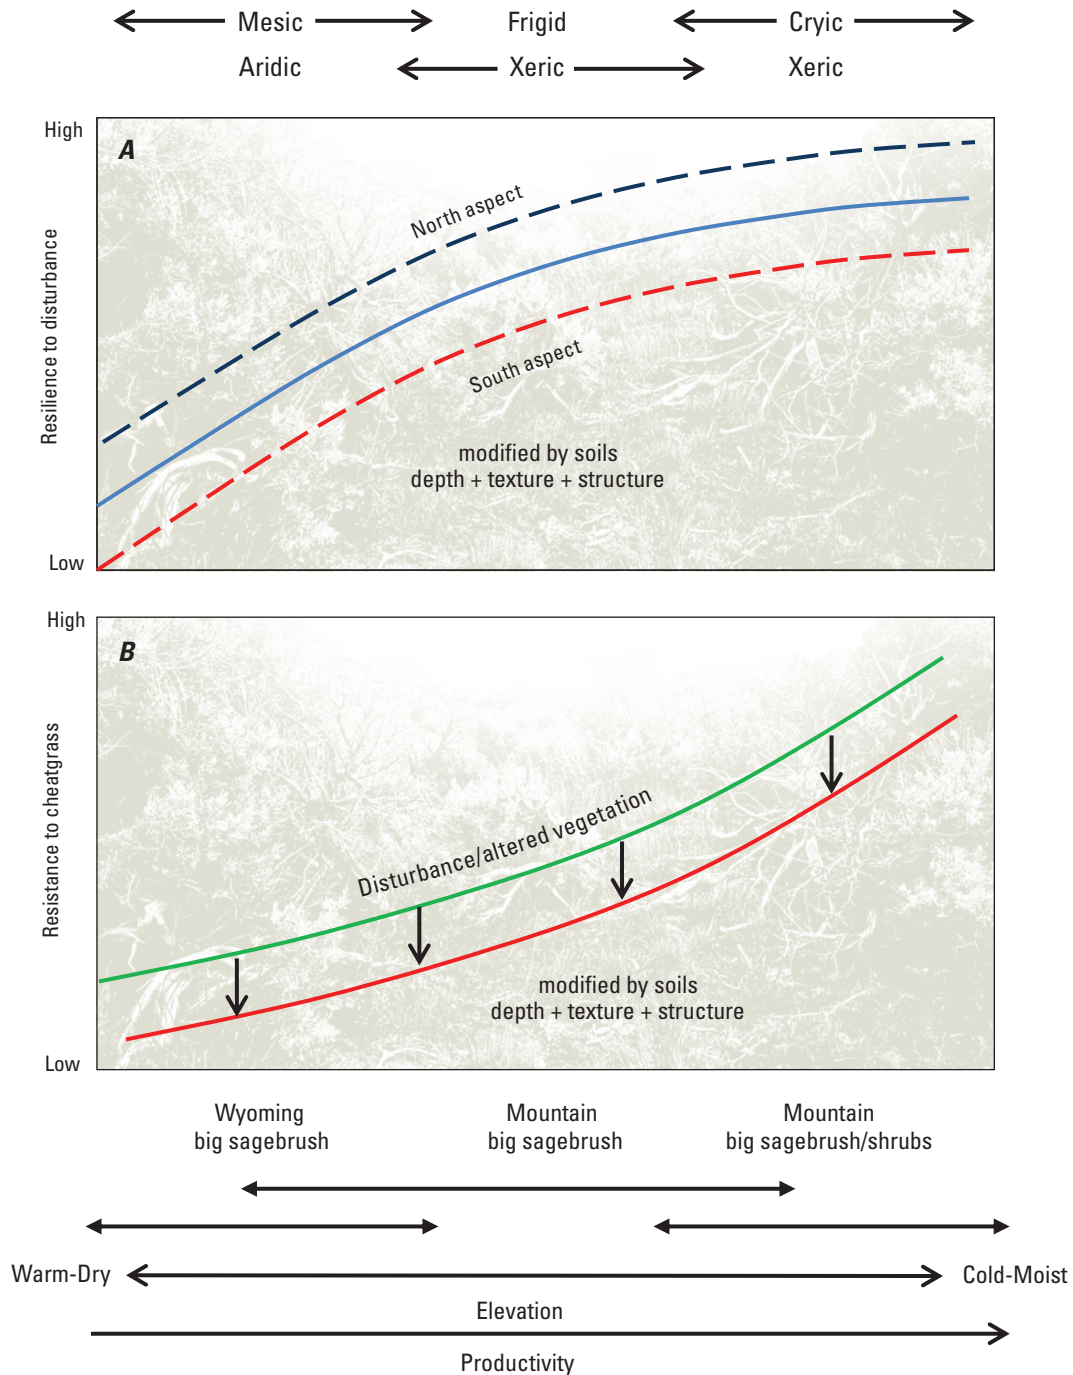 Mesic Frigid Cryic
Aridic Xeric Xeric
High
A
North aspect
Resilience to disturbance
South aspect
modified by soils
depth + texture + structure
Low
High
B
Resistance to cheatgrass
Disturbance/altered vegetation
modified by soils
depth + texture + structure
Low
Wyoming
big sagebrush
Mountain
big sagebrush
Mountain
big sagebrush/shrubs
Warm-Dry Cold-Moist
Elevation
Productivity